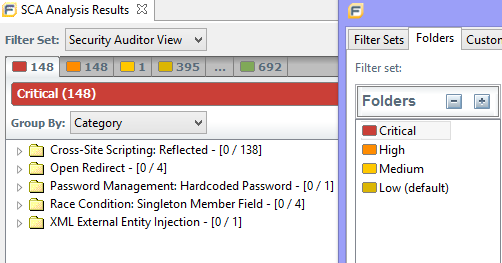 SCA Analysis Results
Filter Set: Security Auditor View
148 148 1 395 ... 692
Critical (148)
Group By: Category
Cross-Site Scripting: Reflected - [0 / 138]
Open Redirect - [0 / 4]
Password Management: Hardcoded Password - [0 / 1]
Race Condition: Singleton Member Field - [0 / 4]
XML External Entity Injection - [0 / 1]
Filter Sets Folders Custom
Filter set:
Folders
Critical
High
Medium
Low (default)